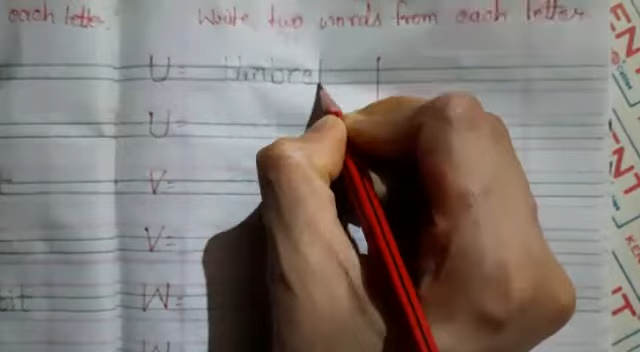 each letter. Write two words from each letter
U = Umbrel
U =
V =
V =
W =
W